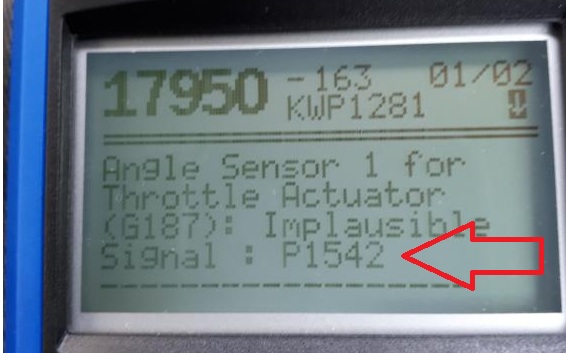 17950 -163 01/02
KWP1281
Angle Sensor 1 for
Throttle Actuator
(G187): Implausible
Signal : P1542